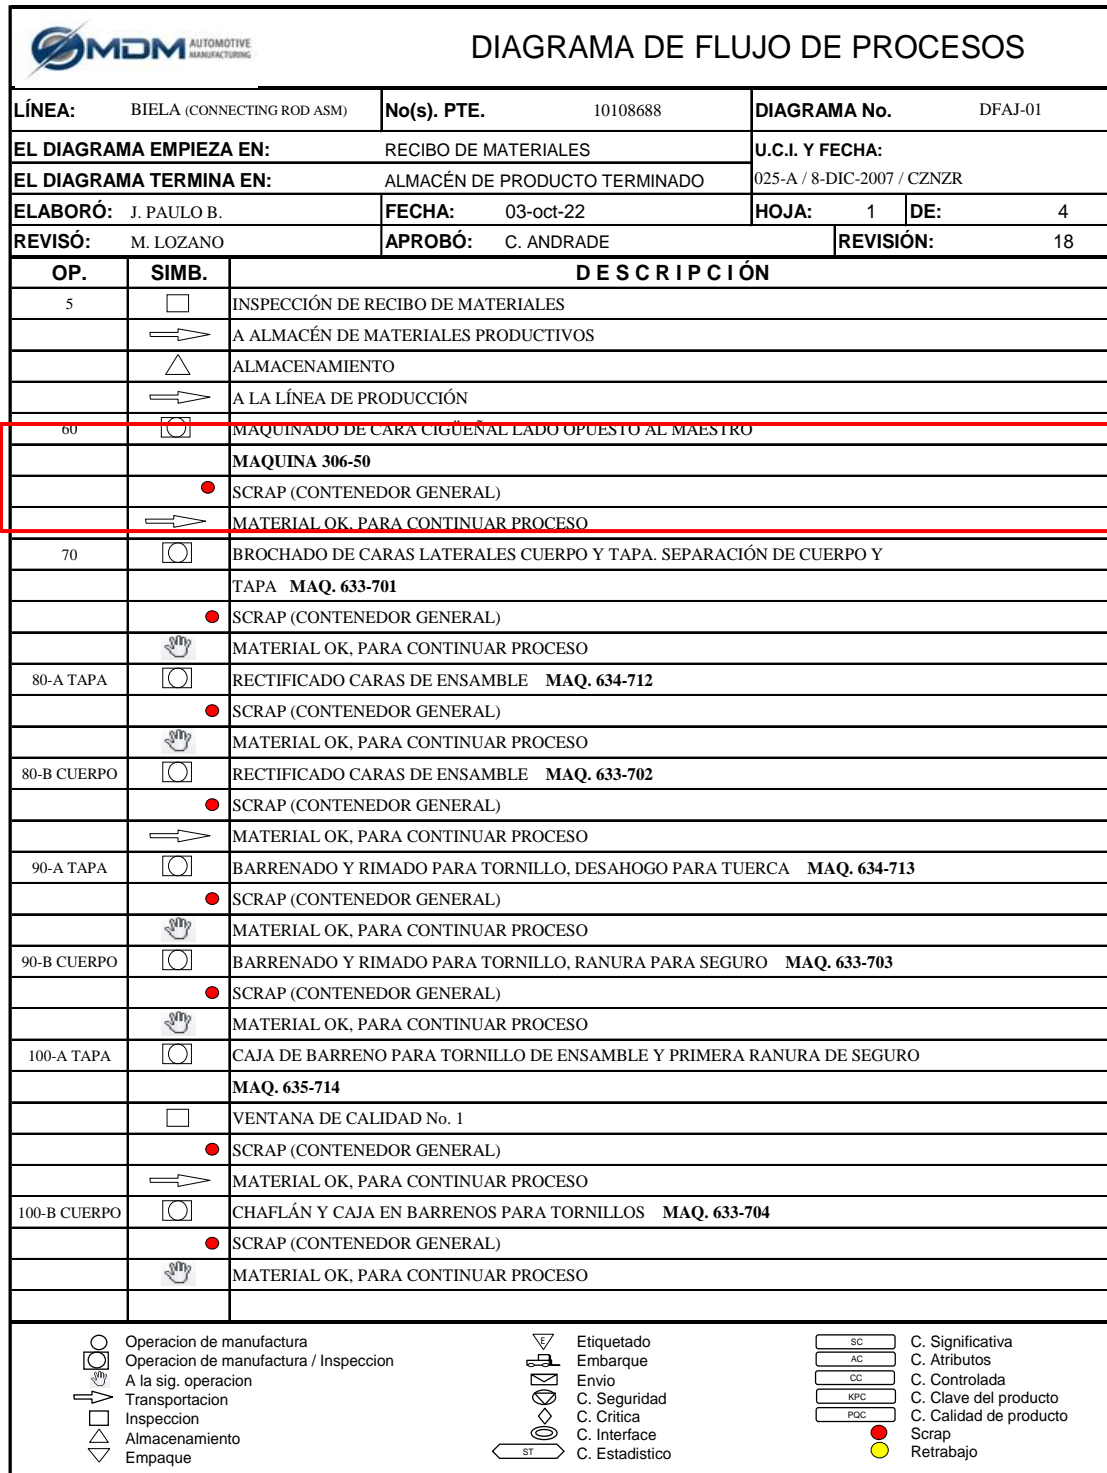 MDM AUTOMOTIVE MANUFACTURING
DIAGRAMA DE FLUJO DE PROCESOS
LÍNEA: BIELA (CONNECTING ROD ASM) No(s). PTE. 10108688 DIAGRAMA No. DFAJ-01
EL DIAGRAMA EMPIEZA EN: RECIBO DE MATERIALES U.C.I. Y FECHA:
EL DIAGRAMA TERMINA EN: ALMACÉN DE PRODUCTO TERMINADO 025-A / 8-DIC-2007 / CZNZR
ELABORÓ: J. PAULO B. FECHA: 03-oct-22 HOJA: 1 DE: 4
REVISÓ: M. LOZANO APROBÓ: C. ANDRADE REVISIÓN: 18
OP. SIMB. DESCRIPCIÓN
5 INSPECCIÓN DE RECIBO DE MATERIALES
A ALMACÉN DE MATERIALES PRODUCTIVOS
ALMACENAMIENTO
A LA LÍNEA DE PRODUCCIÓN
60 MAQUINADO DE CARA CIGÜEÑAL LADO OPUESTO AL MAESTRO
MAQUINA 306-50
SCRAP (CONTENEDOR GENERAL)
MATERIAL OK, PARA CONTINUAR PROCESO
70 BROCHADO DE CARAS LATERALES CUERPO Y TAPA. SEPARACIÓN DE CUERPO Y
TAPA MAQ. 633-701
SCRAP (CONTENEDOR GENERAL)
MATERIAL OK, PARA CONTINUAR PROCESO
80-A TAPA RECTIFICADO CARAS DE ENSAMBLE MAQ. 634-712
SCRAP (CONTENEDOR GENERAL)
MATERIAL OK, PARA CONTINUAR PROCESO
80-B CUERPO RECTIFICADO CARAS DE ENSAMBLE MAQ. 633-702
SCRAP (CONTENEDOR GENERAL)
MATERIAL OK, PARA CONTINUAR PROCESO
90-A TAPA BARRENADO Y RIMADO PARA TORNILLO, DESAHOGO PARA TUERCA MAQ. 634-713
SCRAP (CONTENEDOR GENERAL)
MATERIAL OK, PARA CONTINUAR PROCESO
90-B CUERPO BARRENADO Y RIMADO PARA TORNILLO, RANURA PARA SEGURO MAQ. 633-703
SCRAP (CONTENEDOR GENERAL)
MATERIAL OK, PARA CONTINUAR PROCESO
100-A TAPA CAJA DE BARRENO PARA TORNILLO DE ENSAMBLE Y PRIMERA RANURA DE SEGURO
MAQ. 635-714
VENTANA DE CALIDAD No. 1
SCRAP (CONTENEDOR GENERAL)
MATERIAL OK, PARA CONTINUAR PROCESO
100-B CUERPO CHAFLÁN Y CAJA EN BARRENOS PARA TORNILLOS MAQ. 633-704
SCRAP (CONTENEDOR GENERAL)
MATERIAL OK, PARA CONTINUAR PROCESO
Operacion de manufactura E Etiquetado SC C. Significativa
Operacion de manufactura / Inspeccion Embarque AC C. Atributos
A la sig. operacion Envio CC C. Controlada
Transportacion C. Seguridad KPC C. Clave del producto
Inspeccion C. Critica PQC C. Calidad de producto
Almacenamiento C. Interface Scrap
Empaque ST C. Estadistico Retrabajo